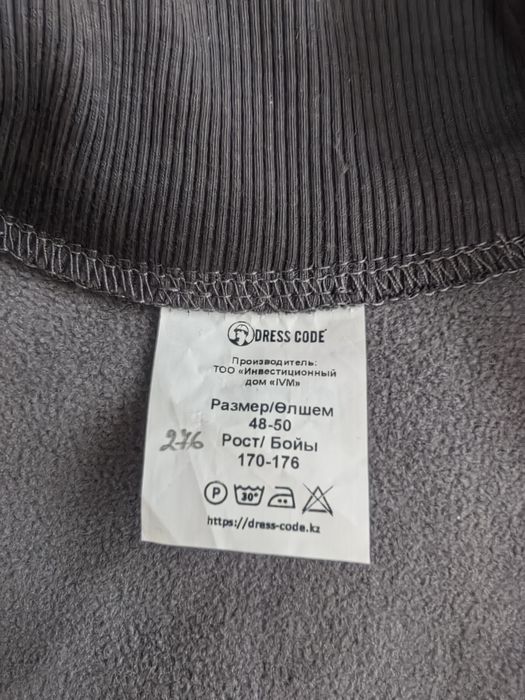 DRESS CODE
Производитель:
ТОО «Инвестиционный
дом «IVM»
Размер/Өлшем
48-50
276 Рост/ Бойы
170-176
P 30°
https://dress-code.kz